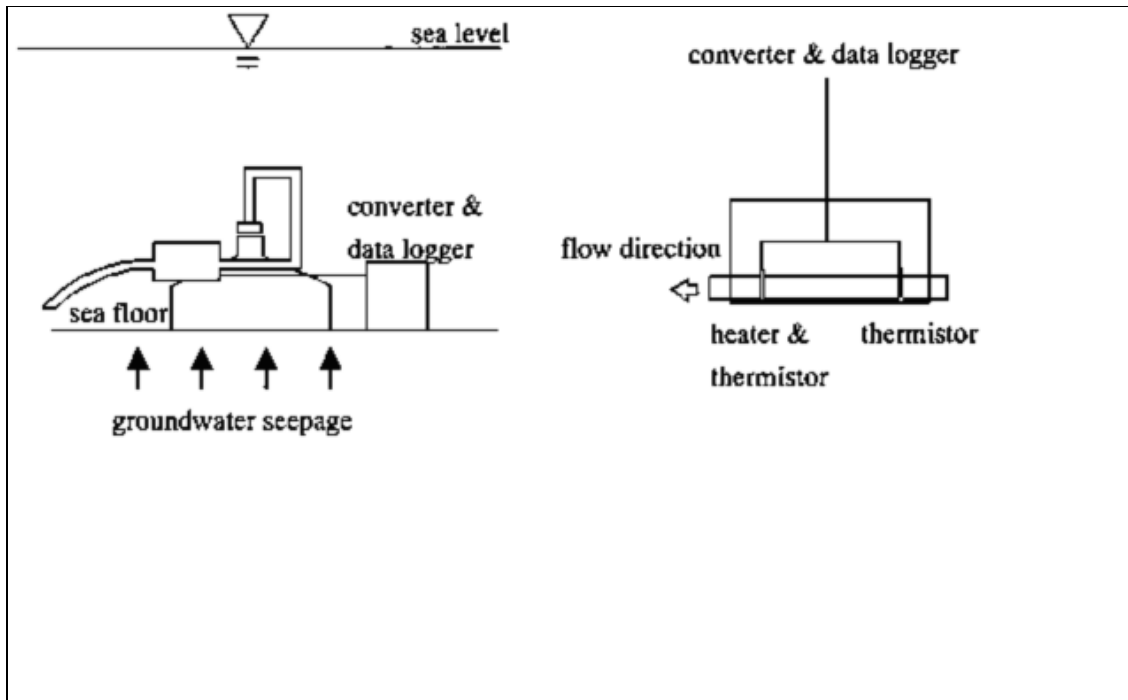 sea level
converter &
data logger
sea floor
groundwater seepage
converter & data logger
flow direction
heater &
thermistor
thermistor